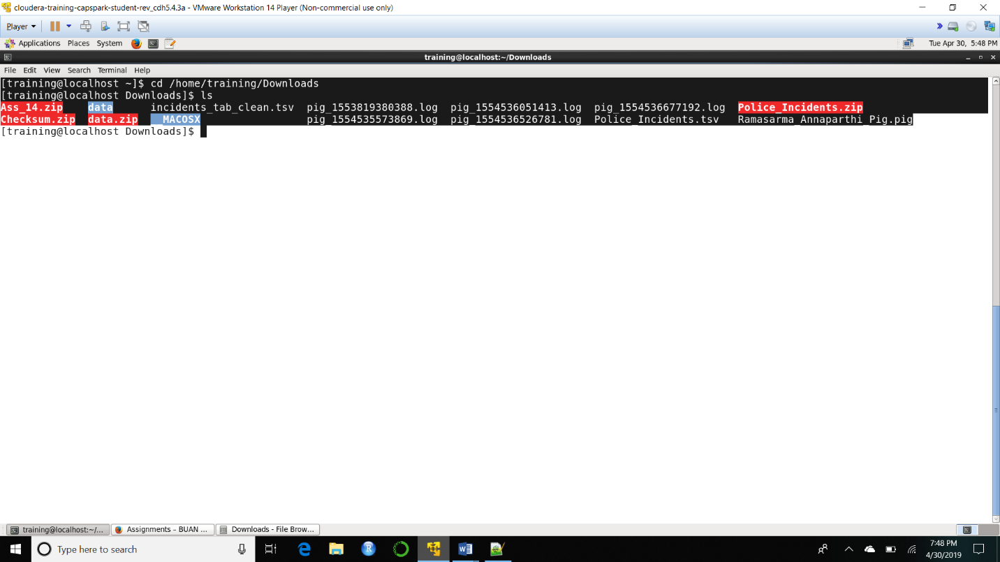 cloudera-training-capspark-student-rev_cdh5.4.3a - VMware Workstation 14 Player (Non-commercial use only)
Player
Applications Places System Tue Apr 30, 5:48 PM
training@localhost:~/Downloads
File Edit View Search Terminal Help
[training@localhost ~]$ cd /home/training/Downloads
[training@localhost Downloads]$ ls
Ass_14.zip data incidents_tab_clean.tsv pig_1553819380388.log pig_1554536051413.log pig_1554536677192.log Police_Incidents.zip
Checksum.zip data.zip __MACOSX pig_1554535573869.log pig_1554536526781.log Police_Incidents.tsv Ramasarma_Annaparthi_Pig.pig
[training@localhost Downloads]$
training@localhost:~/... Assignments – BUAN ... Downloads - File Brow...
Type here to search
7:48 PM
4/30/2019